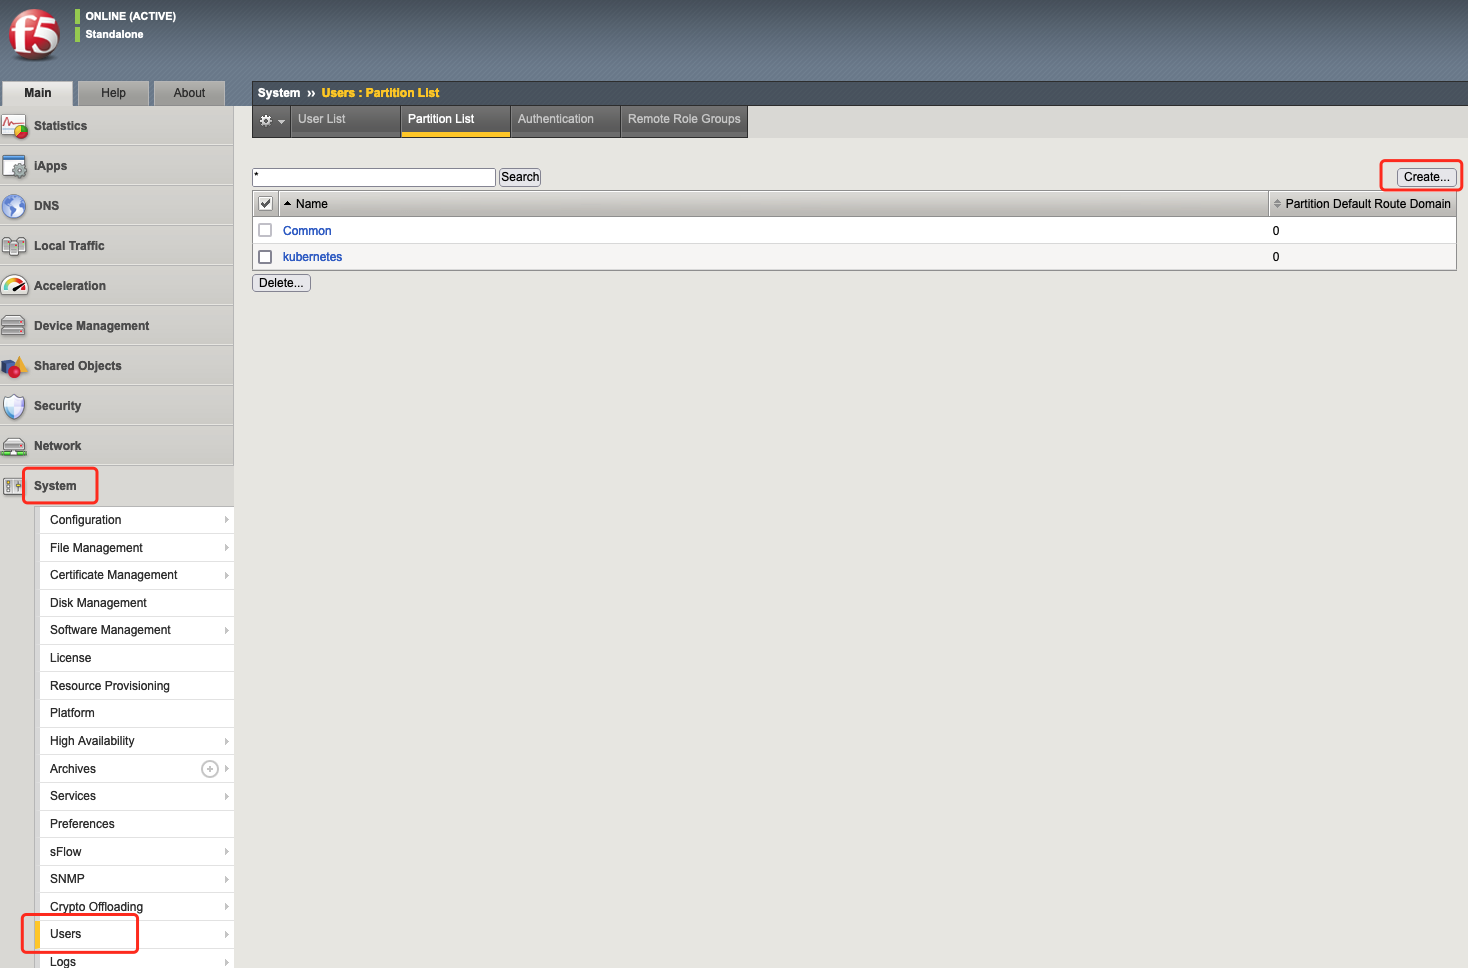 f5
ONLINE (ACTIVE)
Standalone
Main Help About
System ›› Users : Partition List
User List Partition List Authentication Remote Role Groups
* Search
Create...
Name Partition Default Route Domain
Common 0
kubernetes 0
Delete...
Statistics
iApps
DNS
Local Traffic
Acceleration
Device Management
Shared Objects
Security
Network
System
Configuration
File Management
Certificate Management
Disk Management
Software Management
License
Resource Provisioning
Platform
High Availability
Archives
Services
Preferences
sFlow
SNMP
Crypto Offloading
Users
Logs